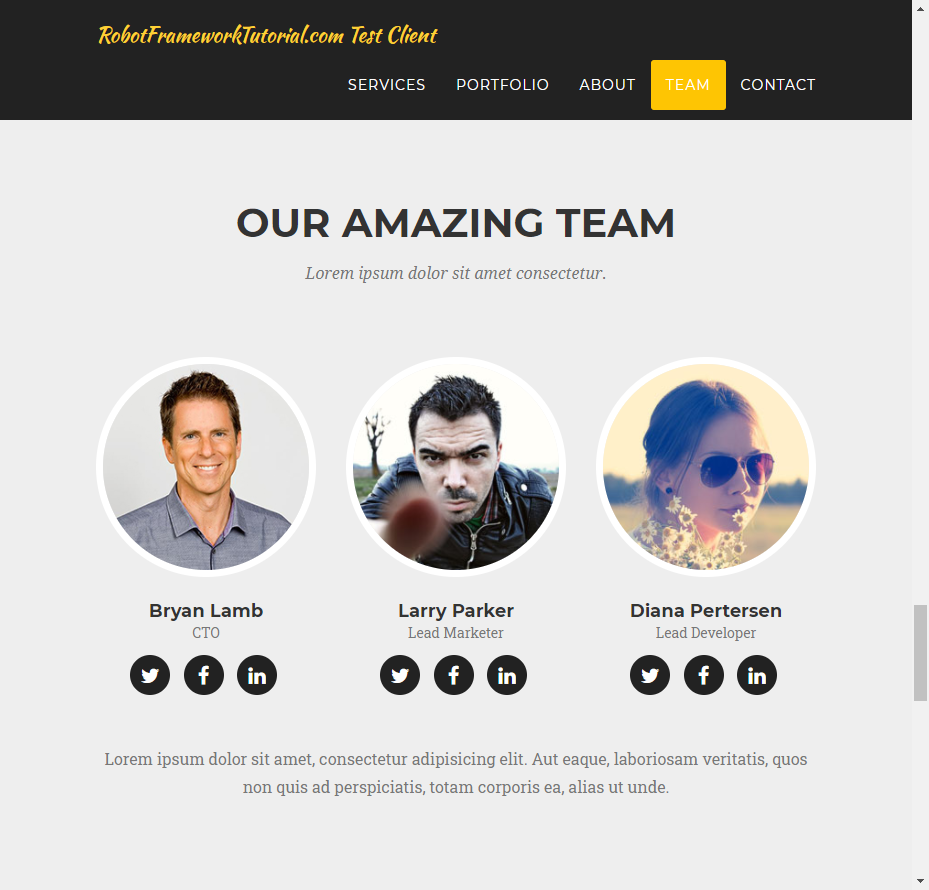 RobotFrameworkTutorial.com Test Client
SERVICES PORTFOLIO ABOUT TEAM CONTACT
OUR AMAZING TEAM
Lorem ipsum dolor sit amet consectetur.
Bryan Lamb Larry Parker Diana Pertersen
CTO Lead Marketer Lead Developer
Lorem ipsum dolor sit amet, consectetur adipisicing elit. Aut eaque, laboriosam veritatis, quos
non quis ad perspiciatis, totam corporis ea, alias ut unde.